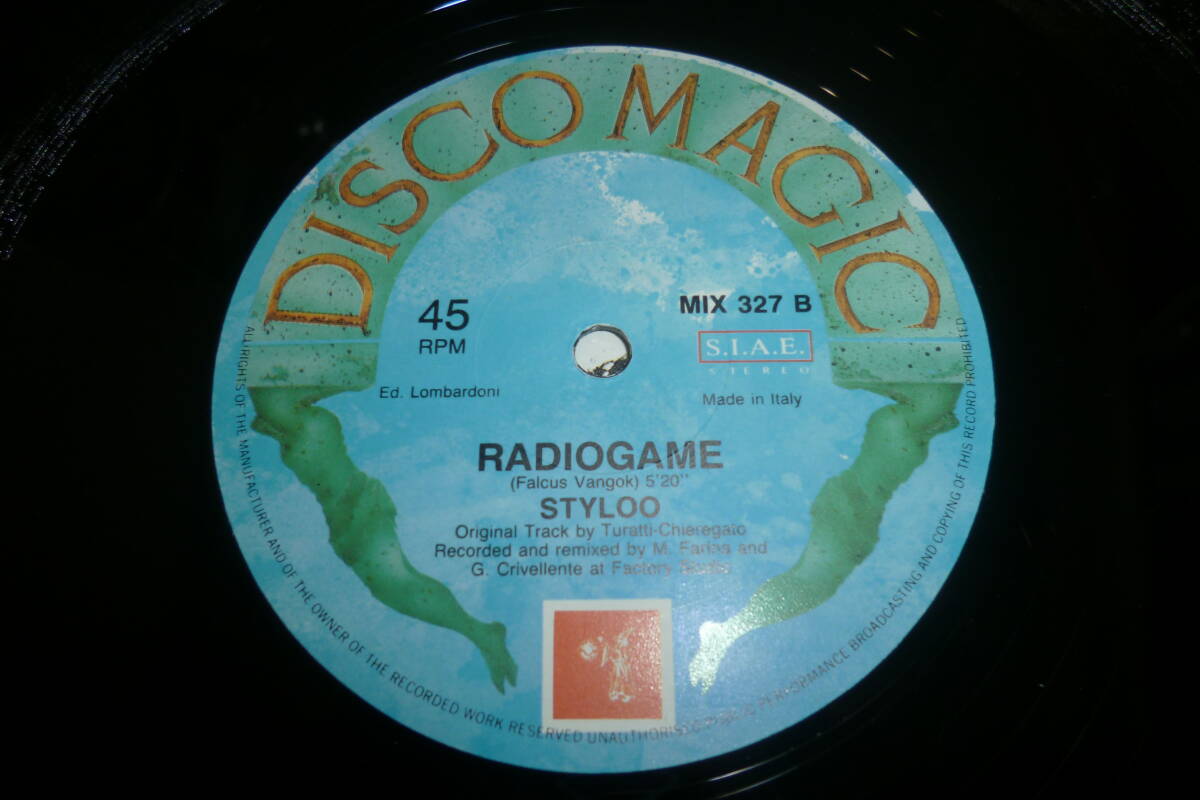 DISCO MAGIC
45
RPM
MIX 327 B
S.I.A.E.
STEREO
Ed. Lombardoni
Made in Italy
RADIOGAME
(Falcus Vangok) 5'20''
STYLOO
Original Track by Turatti-Chieregato
Recorded and remixed by M. Farina and
G. Crivellente at Factory Studio
ALL RIGHTS OF THE MANUFACTURER AND OF THE OWNER OF THE RECORDED WORK RESERVED UNAUTHORISED PUBLIC PERFORMANCE BROADCASTING AND COPYING OF THIS RECORD PROHIBITED